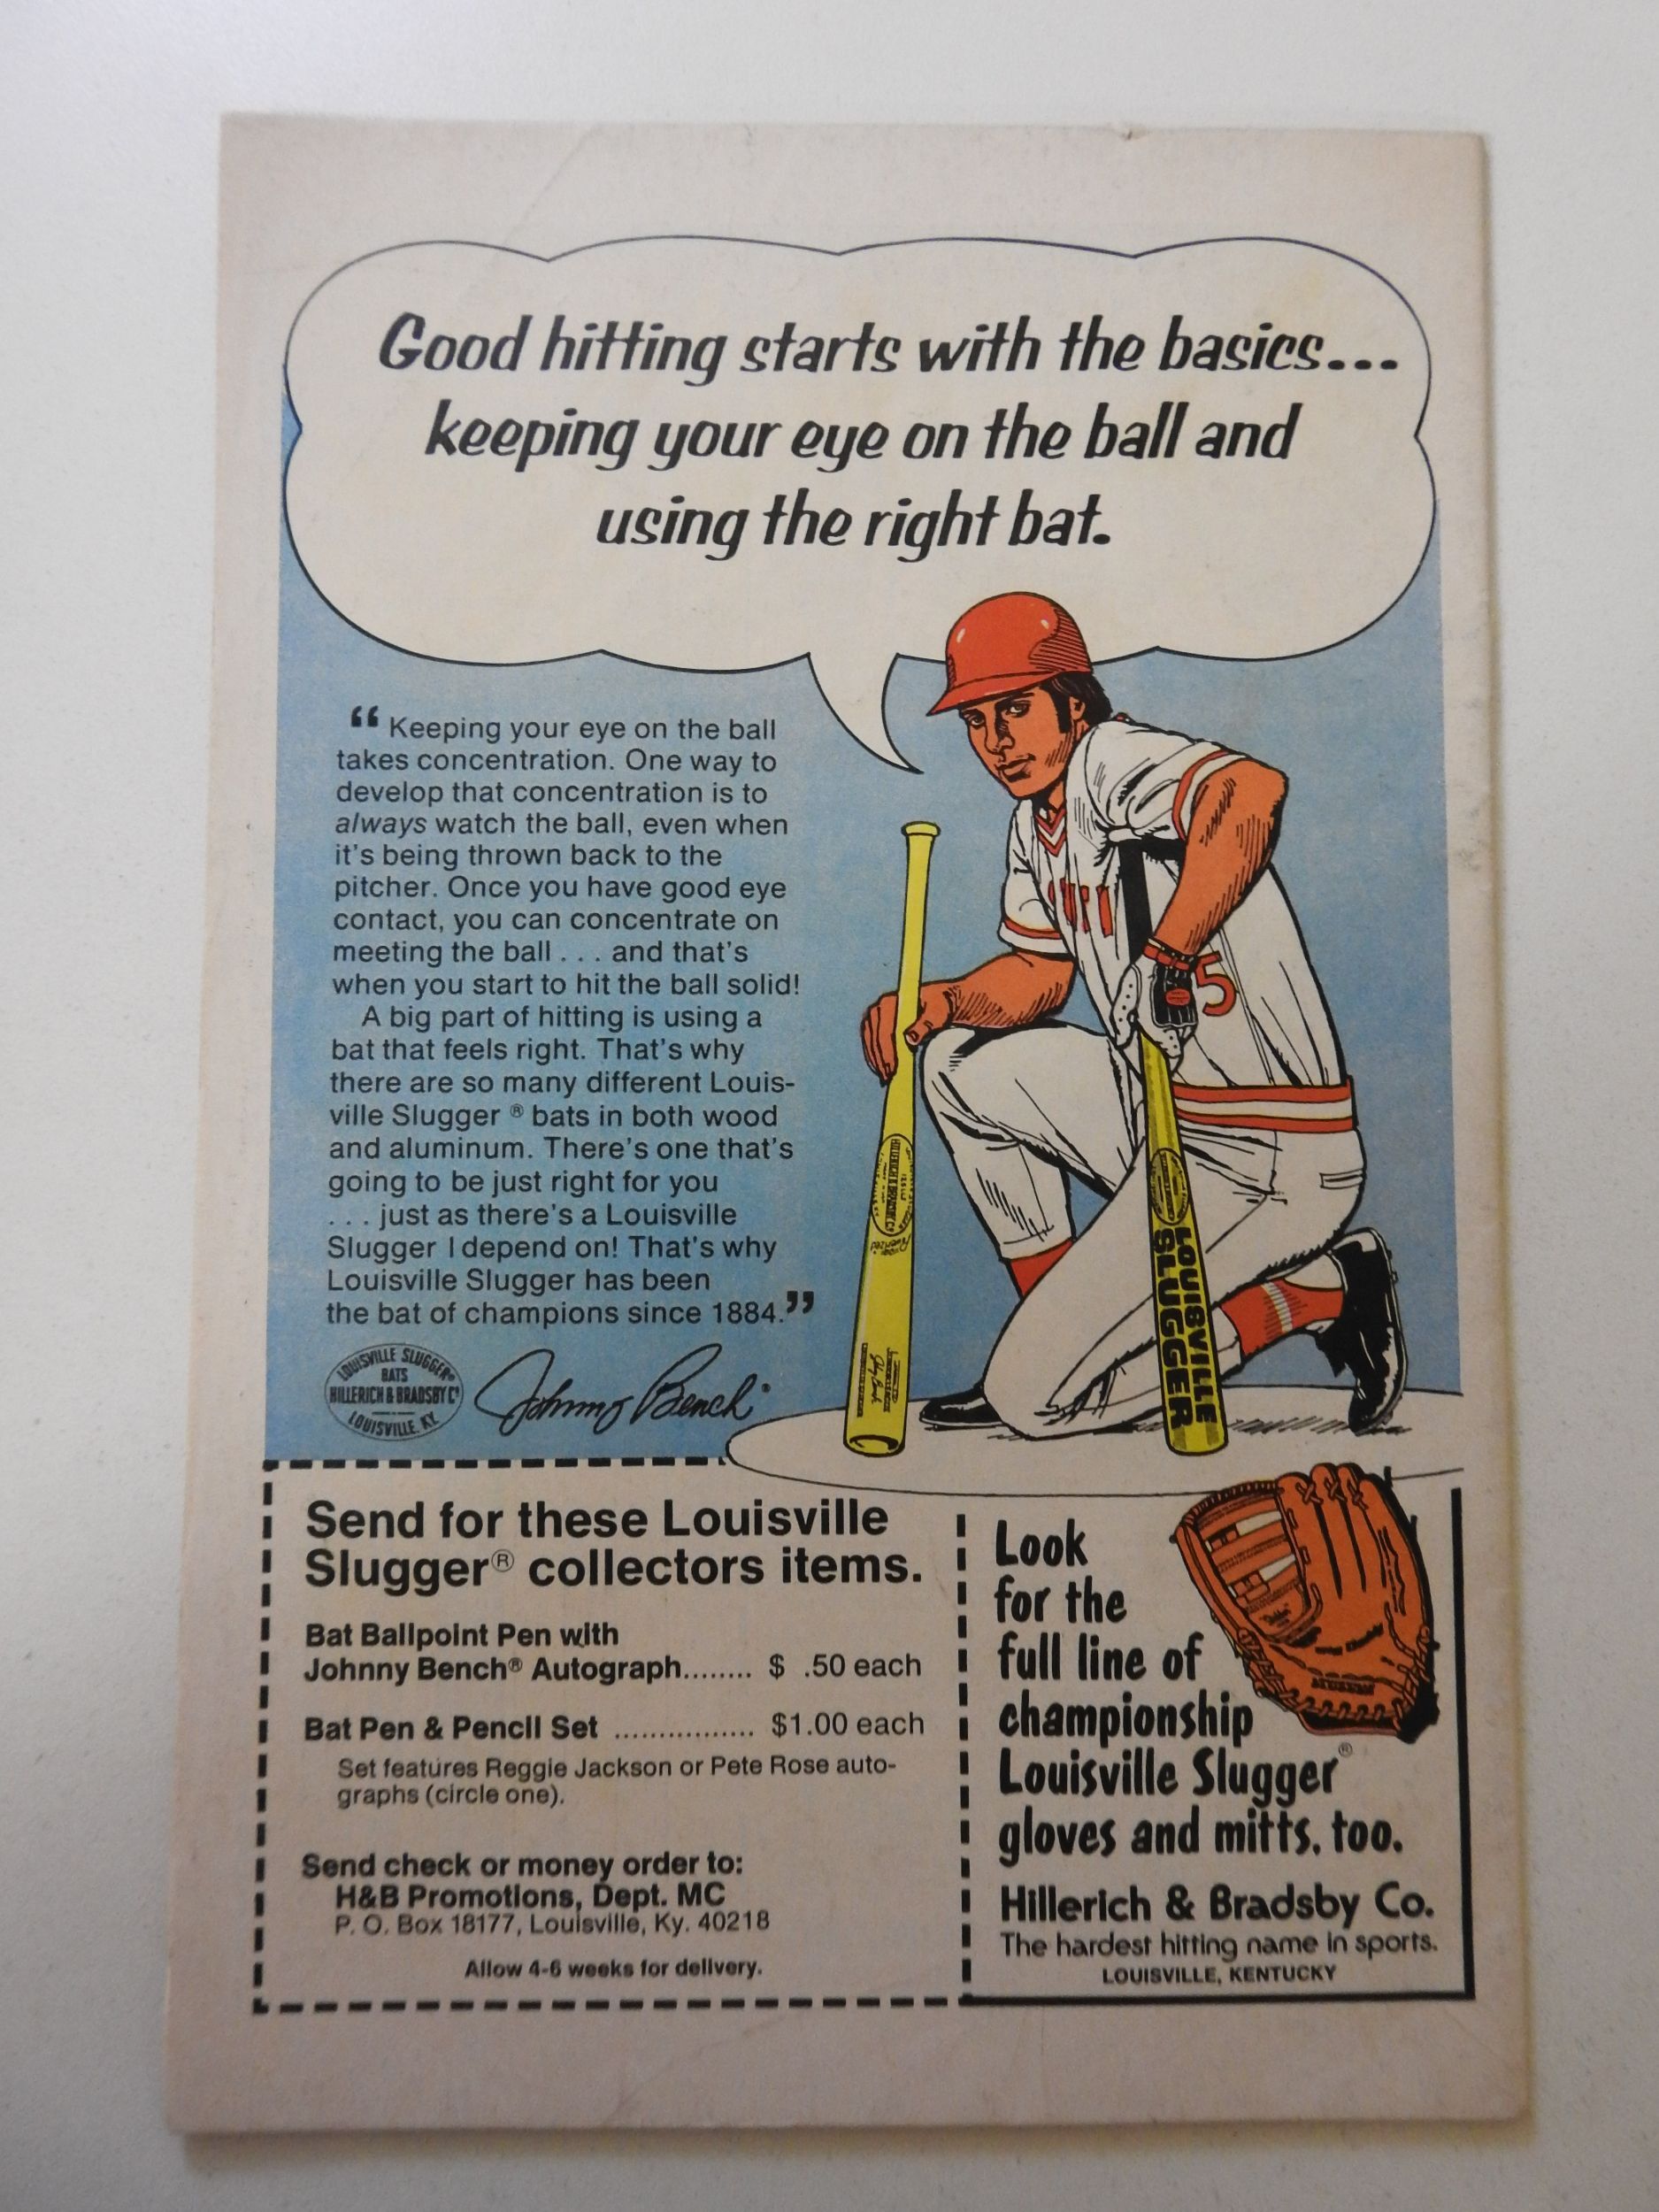 Good hitting starts with the basics...
keeping your eye on the ball and
using the right bat.
“ Keeping your eye on the ball
takes concentration. One way to
develop that concentration is to
always watch the ball, even when
it's being thrown back to the
pitcher. Once you have good eye
contact, you can concentrate on
meeting the ball . . . and that's
when you start to hit the ball solid!
A big part of hitting is using a
bat that feels right. That's why
there are so many different Louis-
ville Slugger ® bats in both wood
and aluminum. There's one that's
going to be just right for you
. . . just as there's a Louisville
Slugger I depend on! That's why
Louisville Slugger has been
the bat of champions since 1884.”
LOUISVILLE SLUGGER®
BATS
HILLERICH & BRADSBY Cº
LOUISVILLE. KY.
Johnny Bench
5
LOUISVILLE
SLUGGER
Send for these Louisville
Slugger® collectors items.
Bat Ballpoint Pen with
Johnny Bench® Autograph........ $ .50 each
Bat Pen & Pencil Set ................ $1.00 each
Set features Reggie Jackson or Pete Rose auto-
graphs (circle one).
Send check or money order to:
H&B Promotions, Dept. MC
P. O. Box 18177, Louisville, Ky. 40218
Allow 4-6 weeks for delivery.
Look
for the
full line of
championship
Louisville Slugger®
gloves and mitts, too.
Hillerich & Bradsby Co.
The hardest hitting name in sports.
LOUISVILLE, KENTUCKY